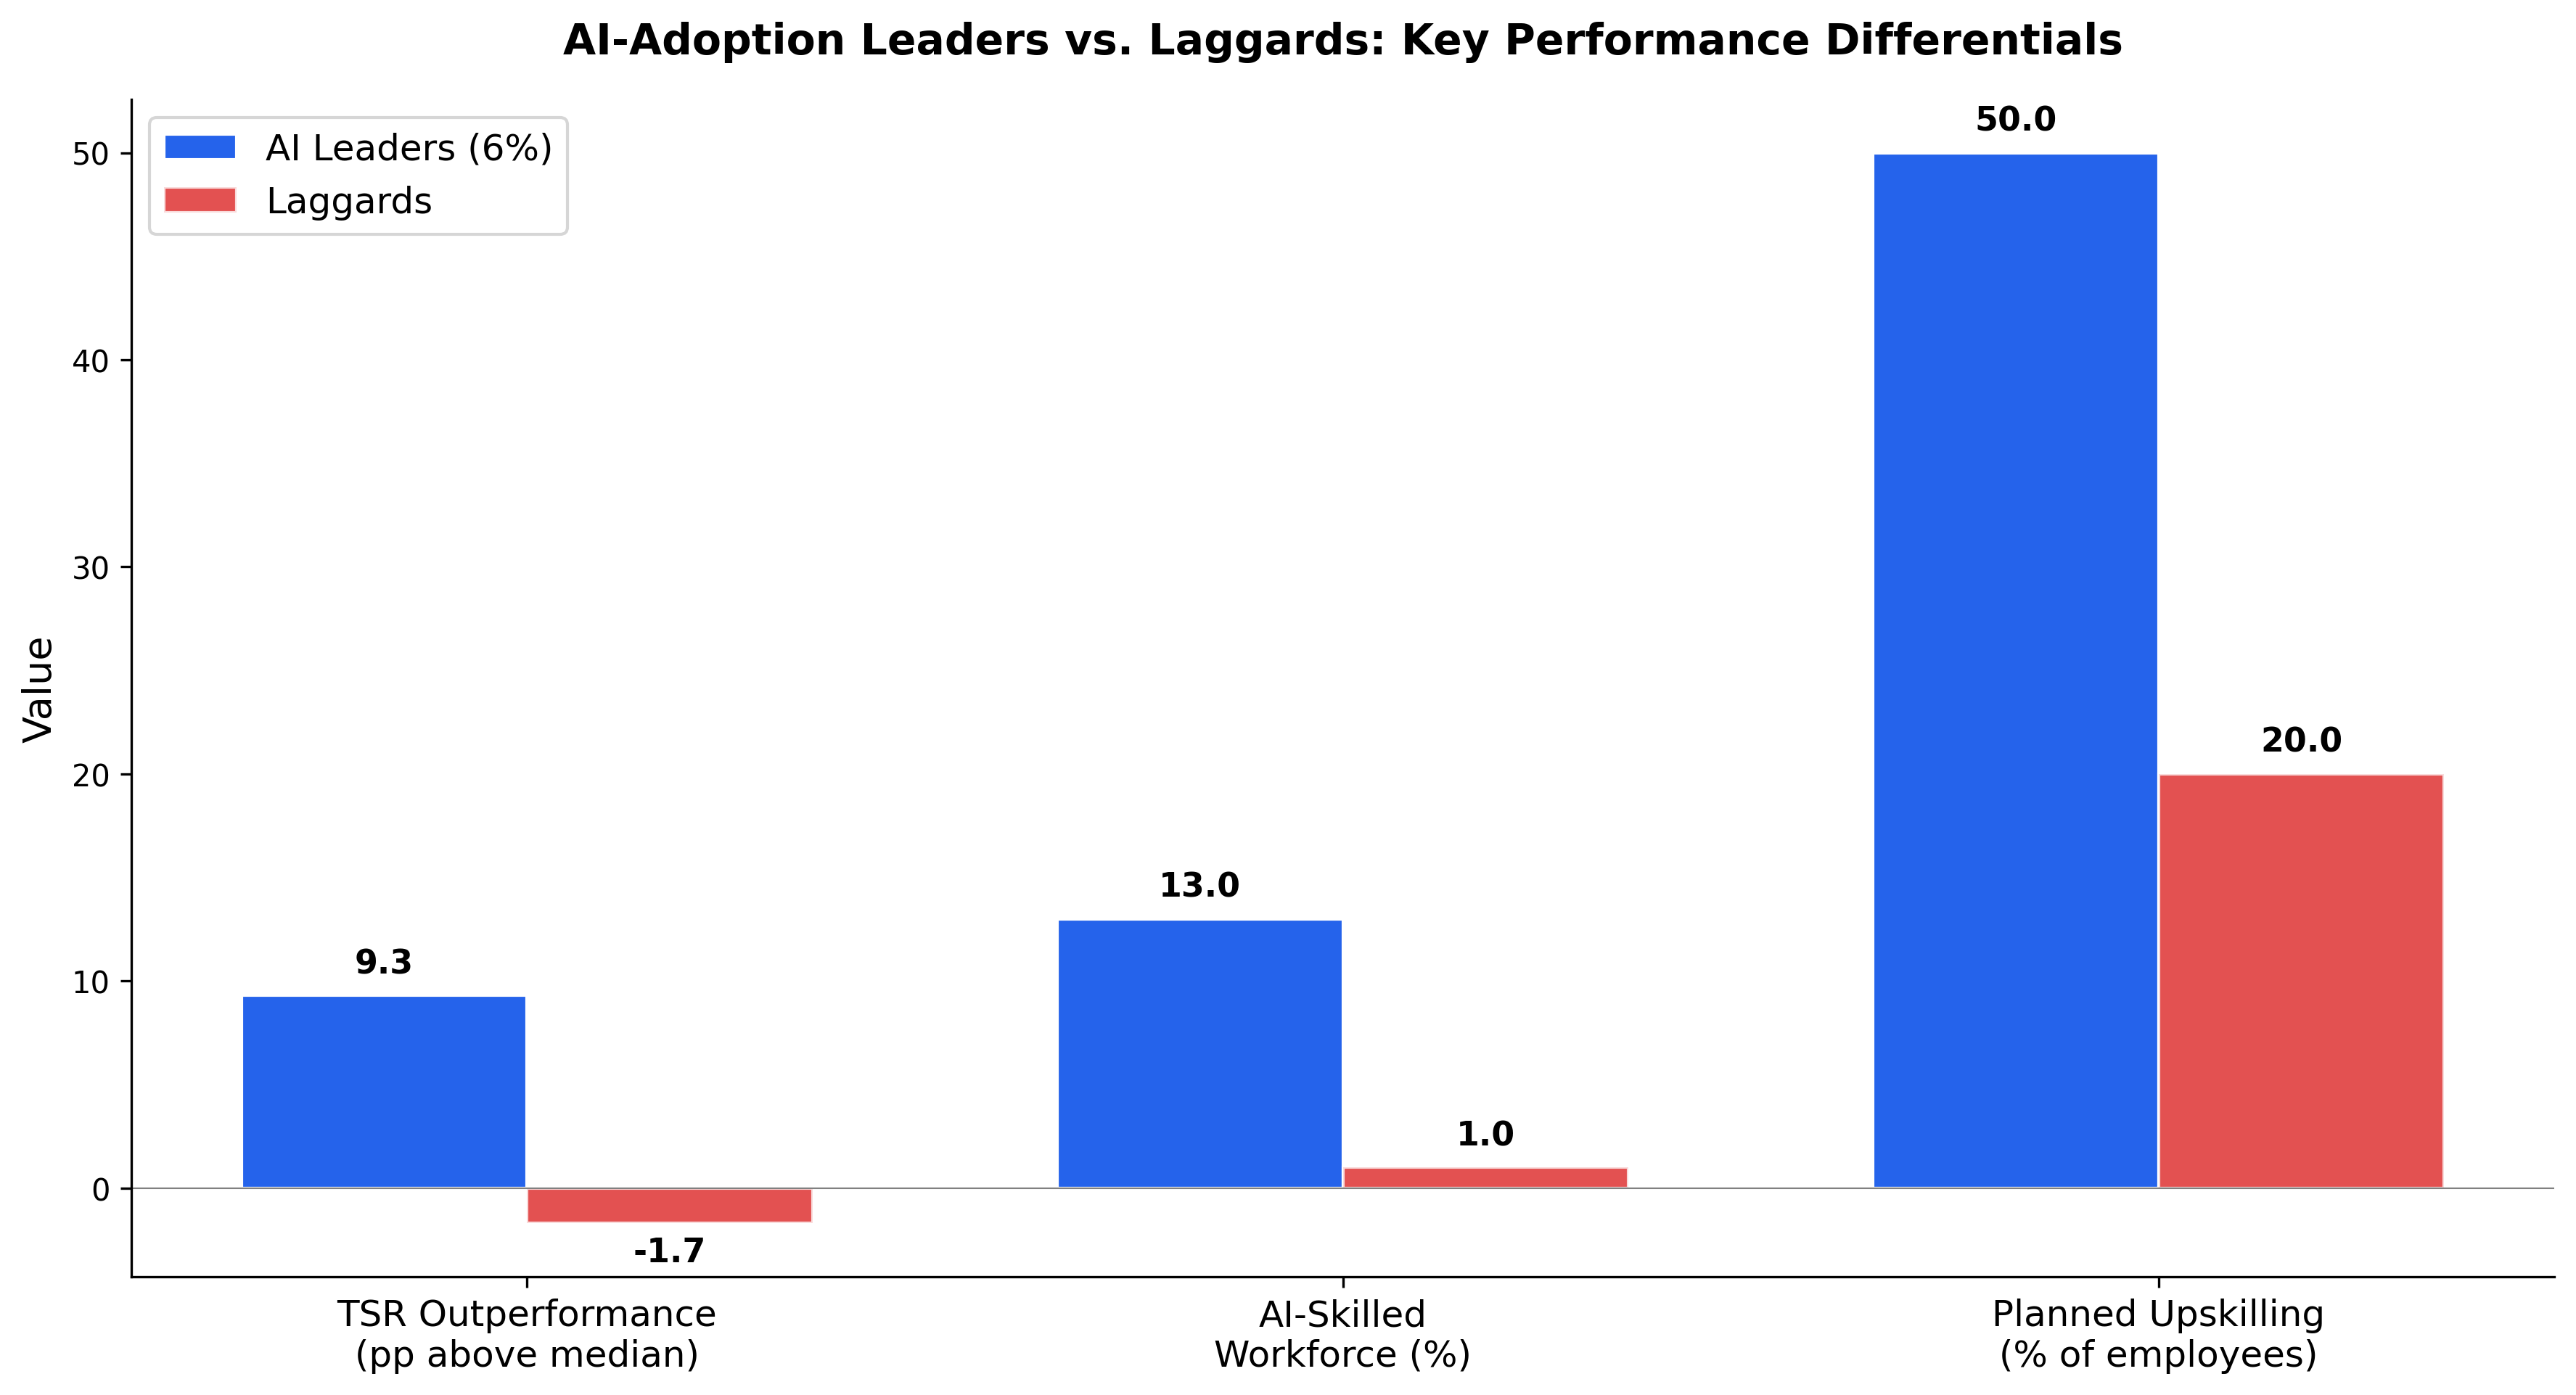 AI-Adoption Leaders vs. Laggards: Key Performance Differentials
AI Leaders (6%)
Laggards
Value
50
40
30
20
10
0
9.3
-1.7
13.0
1.0
50.0
20.0
TSR Outperformance
(pp above median)
AI-Skilled
Workforce (%)
Planned Upskilling
(% of employees)